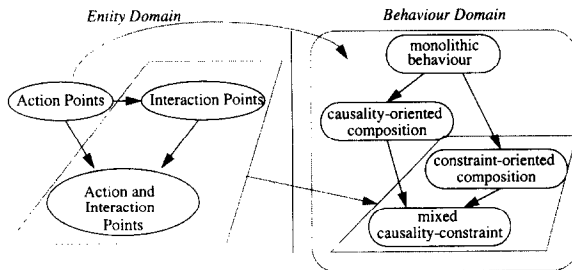 Entity Domain
Behaviour Domain
monolithic
behaviour
Action Points
Interaction Points
causality-oriented
composition
constraint-oriented
composition
Action and
Interaction
Points
mixed
causality-constraint